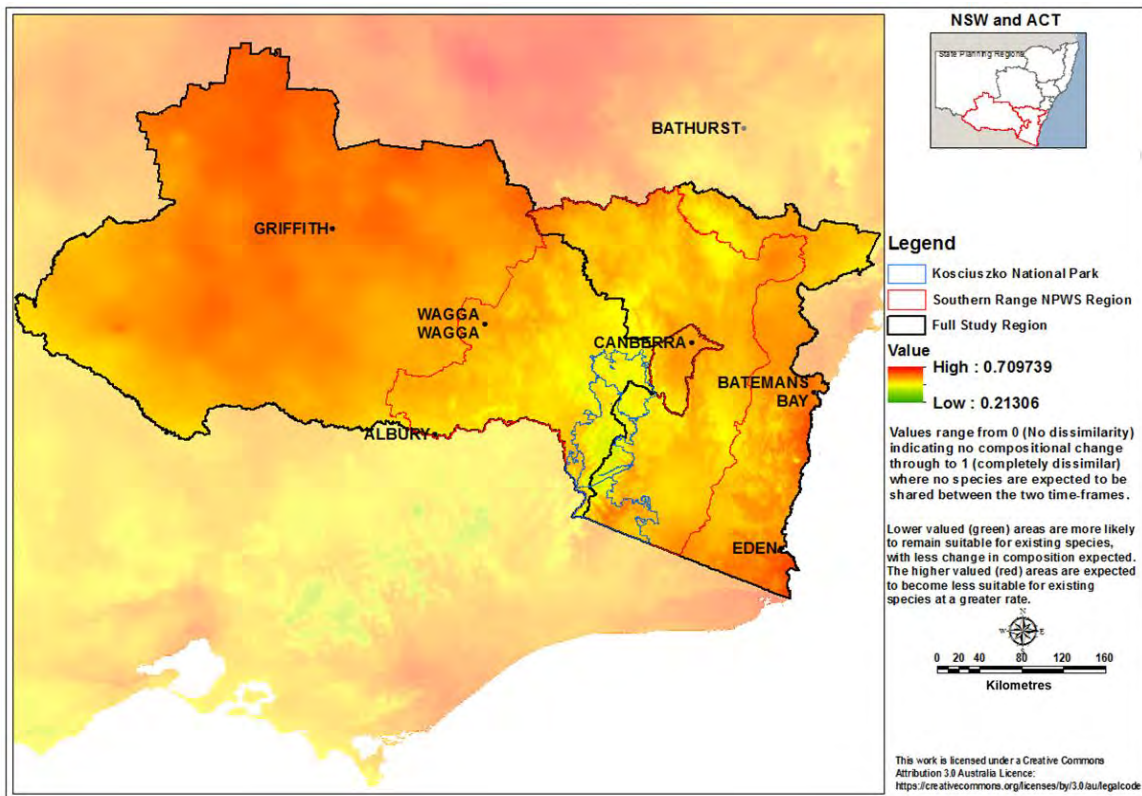 BATHURST
GRIFFITH
WAGGA
WAGGA
CANBERRA
BATEMANS
BAY
ALBURY
EDEN
NSW and ACT
State Planning Regions
Legend
Kosciuszko National Park
Southern Range NPWS Region
Full Study Region
Value
High : 0.709739
Low : 0.21306
Values range from 0 (No dissimilarity)
indicating no compositional change
through to 1 (completely dissimilar)
where no species are expected to be
shared between the two time-frames.
Lower valued (green) areas are more likely
to remain suitable for existing species,
with less change in composition expected.
The higher valued (red) areas are expected
to become less suitable for existing
species at a greater rate.
N
W E
S
0 20 40 80 120 160
Kilometres
This work is licensed under a Creative Commons
Attribution 3.0 Australia Licence:
https://creativecommons.org/licenses/by/3.0/au/legalcode